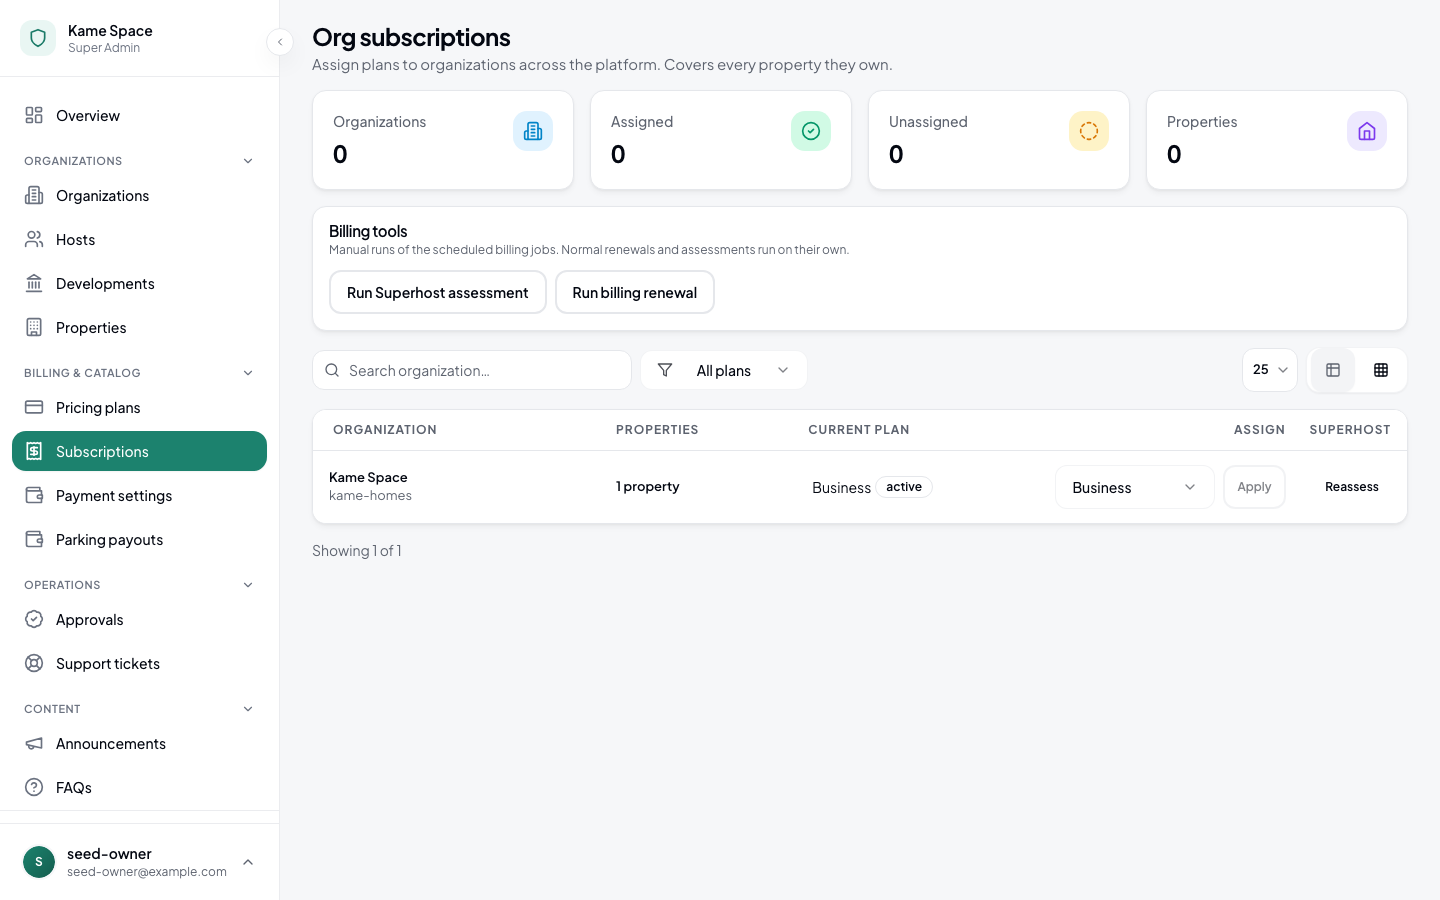 Kame Space
Super Admin
Overview
ORGANIZATIONS
Organizations
Hosts
Developments
Properties
BILLING & CATALOG
Pricing plans
Subscriptions
Payment settings
Parking payouts
OPERATIONS
Approvals
Support tickets
CONTENT
Announcements
FAQs
S
seed-owner
seed-owner@example.com
Org subscriptions
Assign plans to organizations across the platform. Covers every property they own.
Organizations
0
Assigned
0
Unassigned
0
Properties
0
Billing tools
Manual runs of the scheduled billing jobs. Normal renewals and assessments run on their own.
Run Superhost assessment
Run billing renewal
Search organization...
All plans
25
ORGANIZATION PROPERTIES CURRENT PLAN ASSIGN SUPERHOST
Kame Space
kame-homes
1 property
Business active
Business
Apply
Reassess
Showing 1 of 1